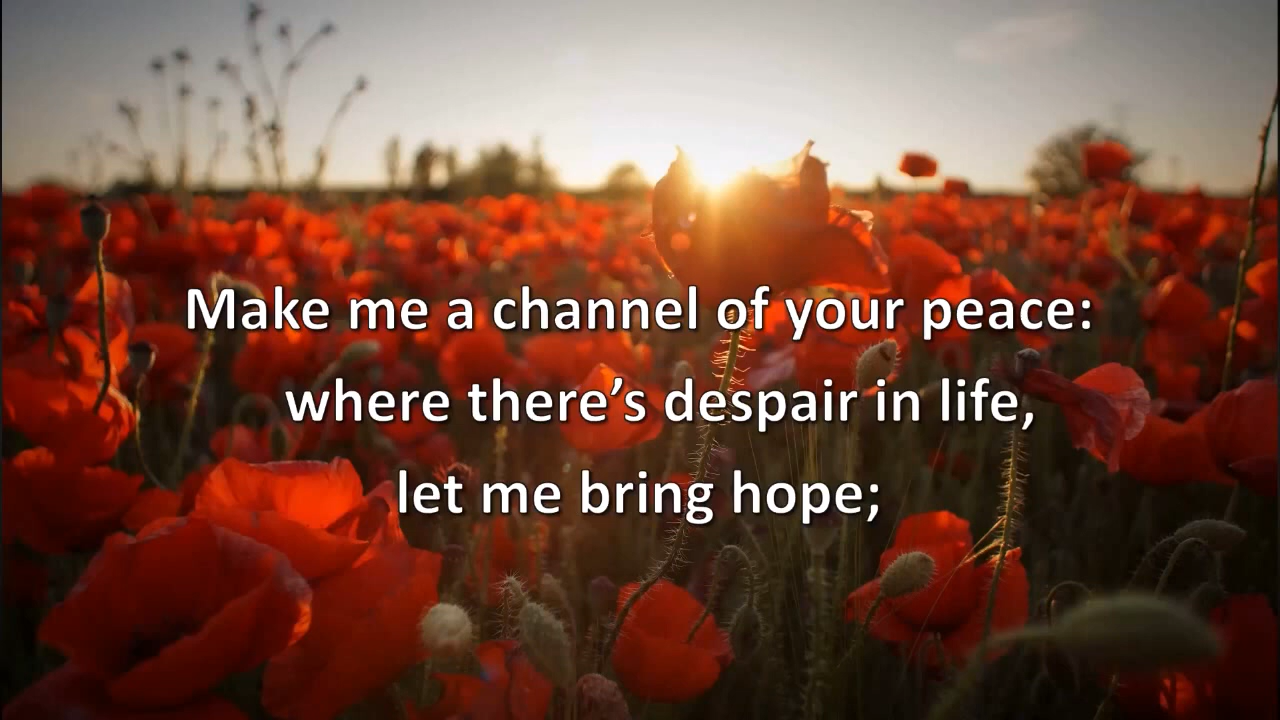 Make me a channel of your peace:
where there’s despair in life,
let me bring hope;